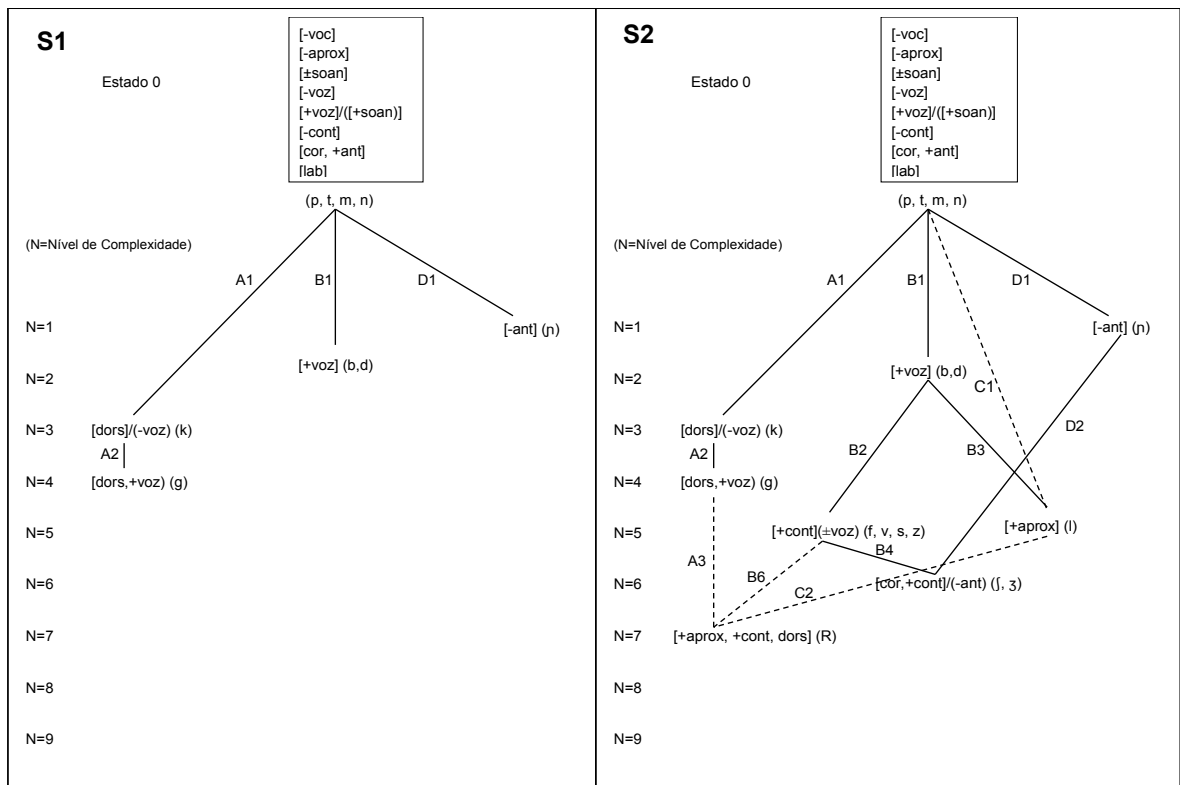 S1
Estado 0
[-voc]
[-aprox]
[±soan]
[-voz]
[+voz]/([+soan)]
[-cont]
[cor, +ant]
[lab]
(p, t, m, n)
(N=Nível de Complexidade)
A1
B1
D1
N=1
[-ant] (ɲ)
[+voz] (b,d)
N=2
N=3
[dors]/(-voz) (k)
A2
N=4
[dors,+voz) (g)
N=5
N=6
N=7
N=8
N=9
S2
Estado 0
[-voc]
[-aprox]
[±soan]
[-voz]
[+voz]/([+soan)]
[-cont]
[cor, +ant]
[lab]
(p, t, m, n)
(N=Nível de Complexidade)
A1
B1
D1
N=1
[-ant] (ɲ)
[+voz] (b,d)
N=2
C1
N=3
[dors]/(-voz) (k)
D2
A2
B2
B3
N=4
[dors,+voz) (g)
N=5
[+cont](±voz) (f, v, s, z)
[+aprox] (l)
A3
B4
B6
N=6
C2
[cor,+cont]/(-ant) (ʃ, ʒ)
N=7
[+aprox, +cont, dors] (R)
N=8
N=9